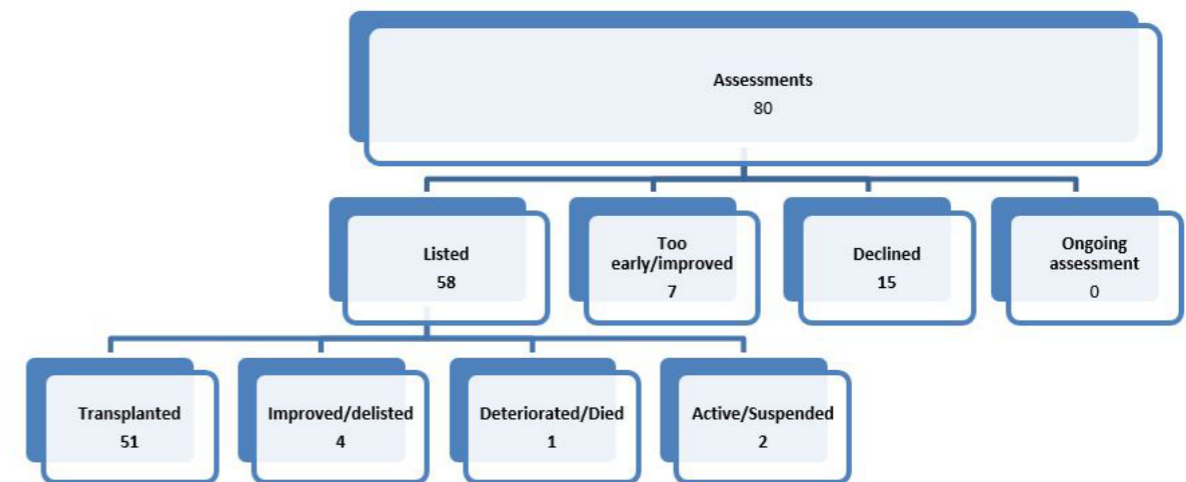 Assessments
80
Listed
58
Too
early/improved
7
Declined
15
Ongoing
assessment
0
Transplanted
51
Improved/delisted
4
Deteriorated/Died
1
Active/Suspended
2